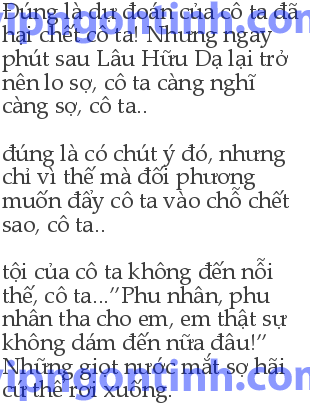 Đúng là dự đoán của cô ta đã
hại chết cô ta! Nhưng ngay
phút sau Lâu Hữu Dạ lại trở
nên lo sợ, cô ta càng nghĩ
càng sợ, cô ta..
đúng là có chút ý đó, nhưng
chỉ vì thế mà đối phương
muốn đẩy cô ta vào chỗ chết
sao, cô ta..
tội của cô ta không đến nỗi
thế, cô ta...”Phu nhân, phu
nhân tha cho em, em thật sự
không dám đến nữa đâu!”
Những giọt nước mắt sợ hãi
cứ thế rơi xuống.